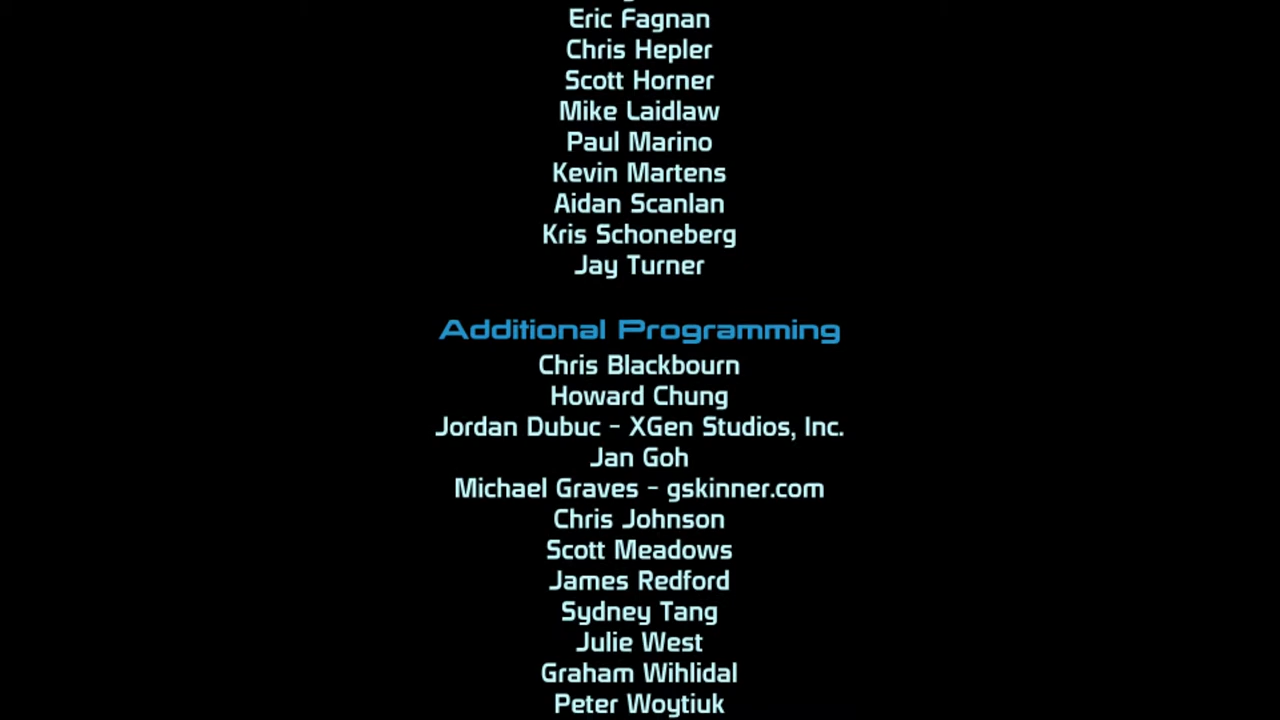 Eric Fagnan
Chris Hepler
Scott Horner
Mike Laidlaw
Paul Marino
Kevin Martens
Aidan Scanlan
Kris Schoneberg
Jay Turner
Additional Programming
Chris Blackbourn
Howard Chung
Jordan Dubuc - XGen Studios, Inc.
Jan Goh
Michael Graves - gskinner.com
Chris Johnson
Scott Meadows
James Redford
Sydney Tang
Julie West
Graham Wihlidal
Peter Woytiuk